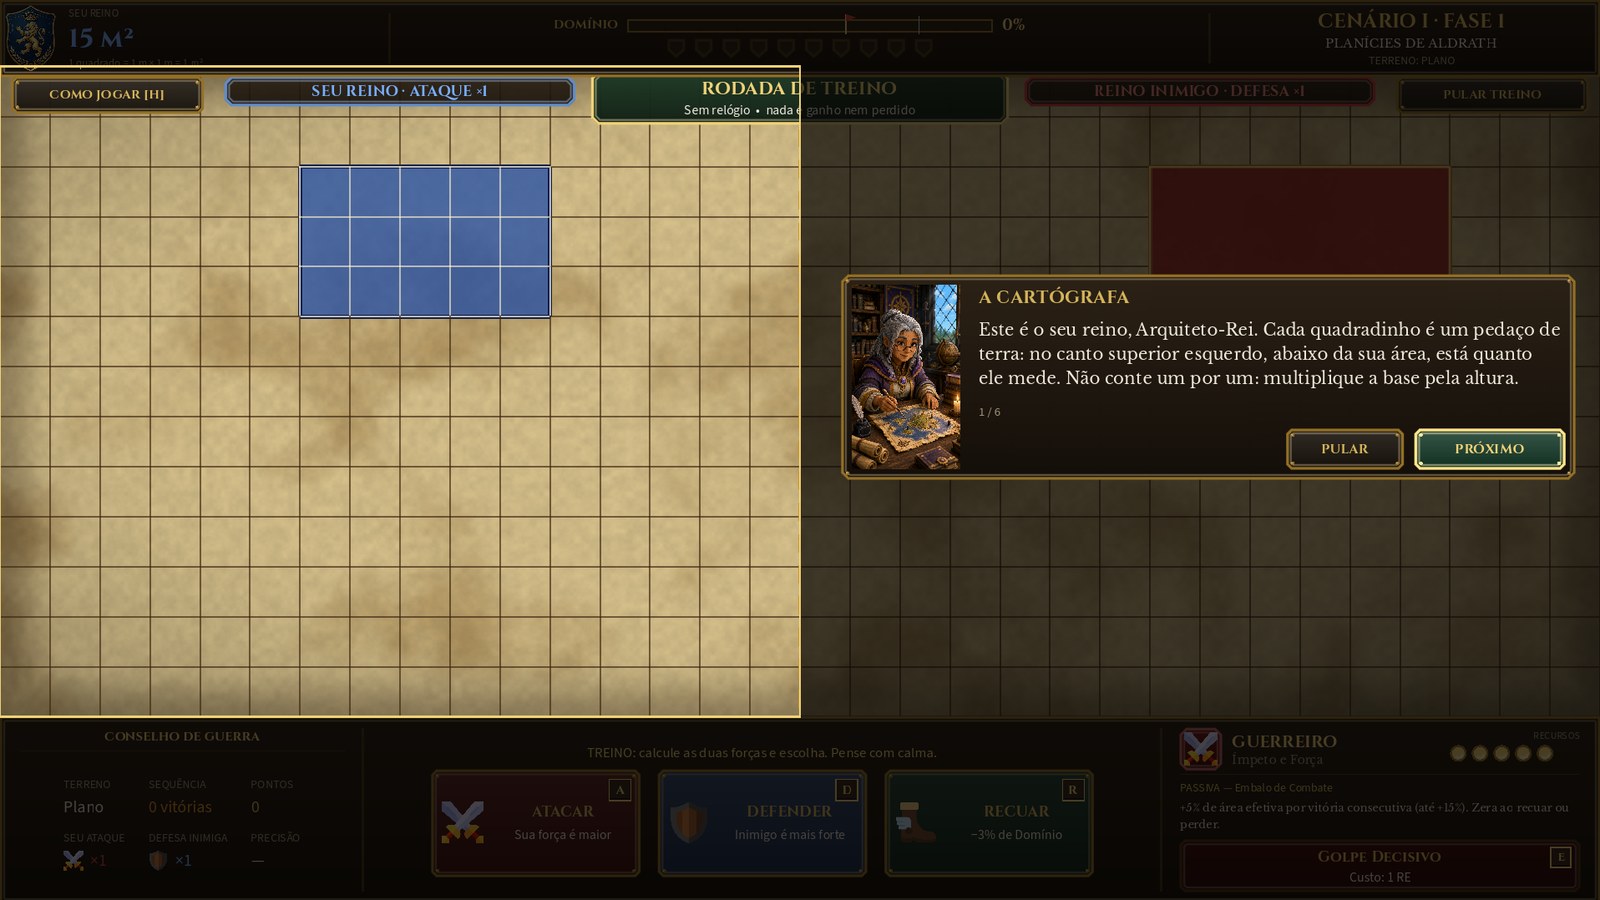 SEU REINO
15 M²
1 quadrado = 1 m x 1 m = 1 m²
DOMÍNIO
0%
CENÁRIO I · FASE 1
PLANÍCIES DE ALDRATH
TERRENO: PLANO
COMO JOGAR [H]
SEU REINO · ATAQUE ×1
RODADA DE TREINO
Sem relógio • nada é ganho nem perdido
REINO INIMIGO · DEFESA ×1
PULAR TREINO
A CARTÓGRAFA
Este é o seu reino, Arquiteto-Rei. Cada quadradinho é um pedaço de
terra: no canto superior esquerdo, abaixo da sua área, está quanto
ele mede. Não conte um por um: multiplique a base pela altura.
1 / 6
PULAR
PRÓXIMO
CONSELHO DE GUERRA
TERRENO
SEQUÊNCIA
PONTOS
Plano
0 vitórias
0
SEU ATAQUE
DEFESA INIMIGA
PRECISÃO
×1
×1
—
TREINO: calcule as duas forças e escolha. Pense com calma.
A
ATACAR
Sua força é maior
D
DEFENDER
Inimigo é mais forte
R
RECUAR
−3% de Domínio
GUERREIRO
Ímpeto e Força
RECURSOS
PASSIVA — Embalo de Combate
+5% de área efetiva por vitória consecutiva (até +15%). Zera ao recuar ou
perder.
GOLPE DECISIVO
E
Custo: 1 RE